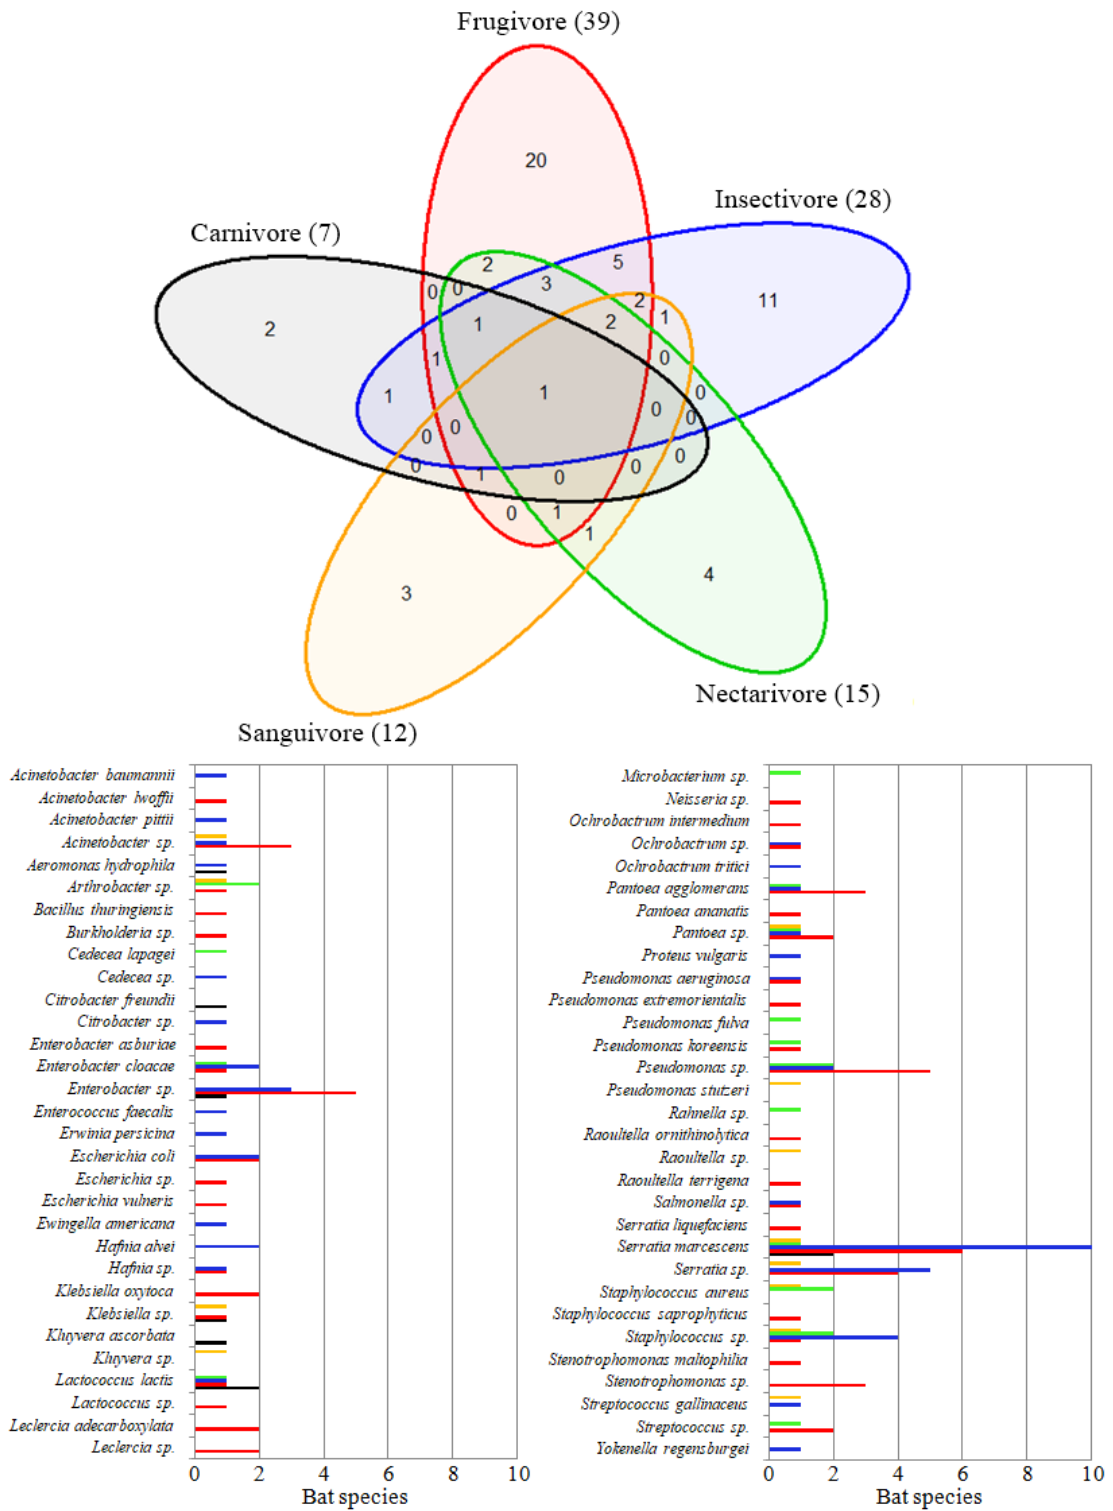 Frugivore (39)
20
Insectivore (28)
Carnivore (7)
2
5
0
0
3
2
11
2
1
2
1
1
0
1
1
0
0
0
0
0
0
0
1
0
0
0
0
1
1
3
4
Nectarivore (15)
Sanguivore (12)
Acinetobacter baumannii
Acinetobacter lwoffii
Acinetobacter pittii
Acinetobacter sp.
Aeromonas hydrophila
Arthrobacter sp.
Bacillus thuringiensis
Burkholderia sp.
Cedecea lapagei
Cedecea sp.
Citrobacter freundii
Citrobacter sp.
Enterobacter asburiae
Enterobacter cloacae
Enterobacter sp.
Enterococcus faecalis
Erwinia persicina
Escherichia coli
Escherichia sp.
Escherichia vulneris
Ewingella americana
Hafnia alvei
Hafnia sp.
Klebsiella oxytoca
Klebsiella sp.
Kluyvera ascorbata
Kluyvera sp.
Lactococcus lactis
Lactococcus sp.
Leclercia adecarboxylata
Leclercia sp.
0 2 4 6 8 10
Bat species
Microbacterium sp.
Neisseria sp.
Ochrobactrum intermedium
Ochrobactrum sp.
Ochrobactrum tritici
Pantoea agglomerans
Pantoea ananatis
Pantoea sp.
Proteus vulgaris
Pseudomonas aeruginosa
Pseudomonas extremorientalis
Pseudomonas fulva
Pseudomonas koreensis
Pseudomonas sp.
Pseudomonas stutzeri
Rahnella sp.
Raoultella ornithinolytica
Raoultella sp.
Raoultella terrigena
Salmonella sp.
Serratia liquefaciens
Serratia marcescens
Serratia sp.
Staphylococcus aureus
Staphylococcus saprophyticus
Staphylococcus sp.
Stenotrophomonas maltophilia
Stenotrophomonas sp.
Streptococcus gallinaceus
Streptococcus sp.
Yokenella regensburgei
0 2 4 6 8 10
Bat species